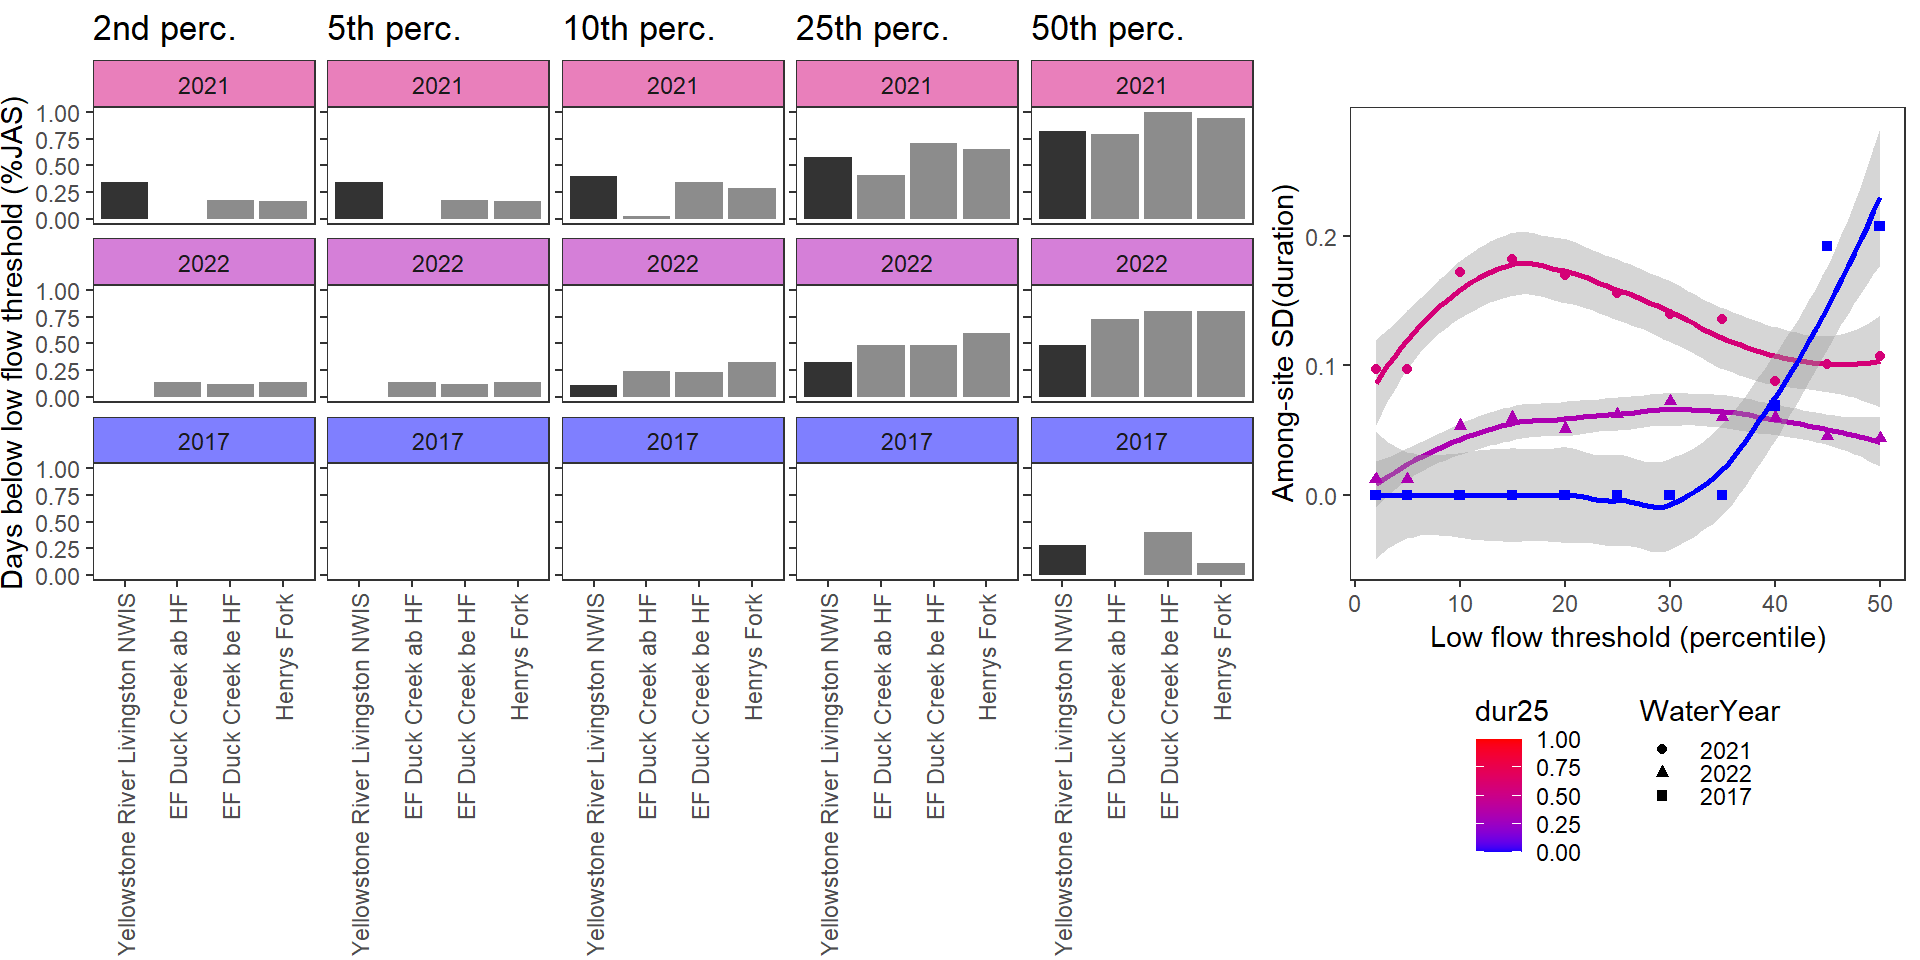 2nd perc.
5th perc.
10th perc.
25th perc.
50th perc.
2021
2021
2021
2021
2021
1.00
0.75
0.50
0.25
0.00
2022
2022
2022
2022
2022
1.00
0.75
0.50
0.25
0.00
2017
2017
2017
2017
2017
1.00
0.75
0.50
0.25
0.00
Days below low flow threshold (%JAS)
Yellowstone River Livingston NWIS
EF Duck Creek ab HF
EF Duck Creek be HF
Henrys Fork
Yellowstone River Livingston NWIS
EF Duck Creek ab HF
EF Duck Creek be HF
Henrys Fork
Yellowstone River Livingston NWIS
EF Duck Creek ab HF
EF Duck Creek be HF
Henrys Fork
Yellowstone River Livingston NWIS
EF Duck Creek ab HF
EF Duck Creek be HF
Henrys Fork
Yellowstone River Livingston NWIS
EF Duck Creek ab HF
EF Duck Creek be HF
Henrys Fork
Among-site SD(duration)
0.2
0.1
0.0
0
10
20
30
40
50
Low flow threshold (percentile)
dur25
1.00
0.75
0.50
0.25
0.00
WaterYear
2021
2022
2017